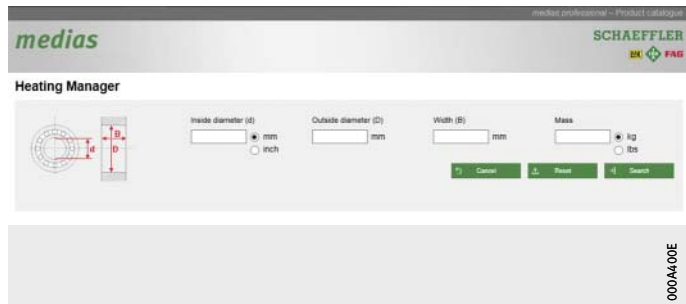 medias professional – Product catalogue
medias
SCHAEFFLER
INA FAG
Heating Manager
Inside diameter (d) Outside diameter (D) Width (B) Mass
mm mm mm kg
inch lbs
B
d D
Cancel Reset Search
000A400E